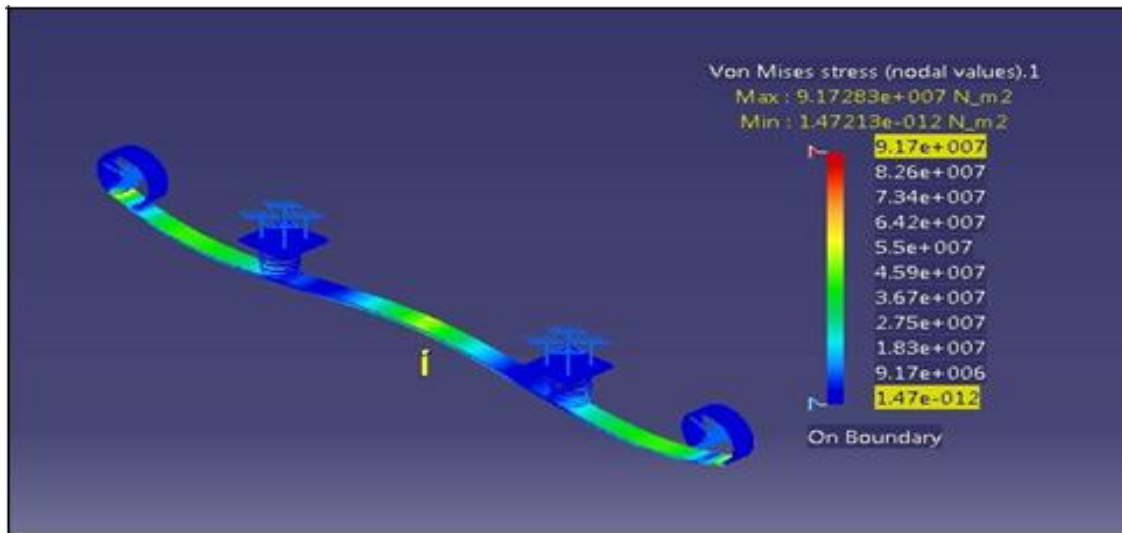 Von Mises stress (nodal values).1
Max : 9.17283e+007 N_m2
Min : 1.47213e-012 N_m2
9.17e+007
8.26e+007
7.34e+007
6.42e+007
5.5e+007
4.59e+007
3.67e+007
2.75e+007
1.83e+007
9.17e+006
1.47e-012
On Boundary
í